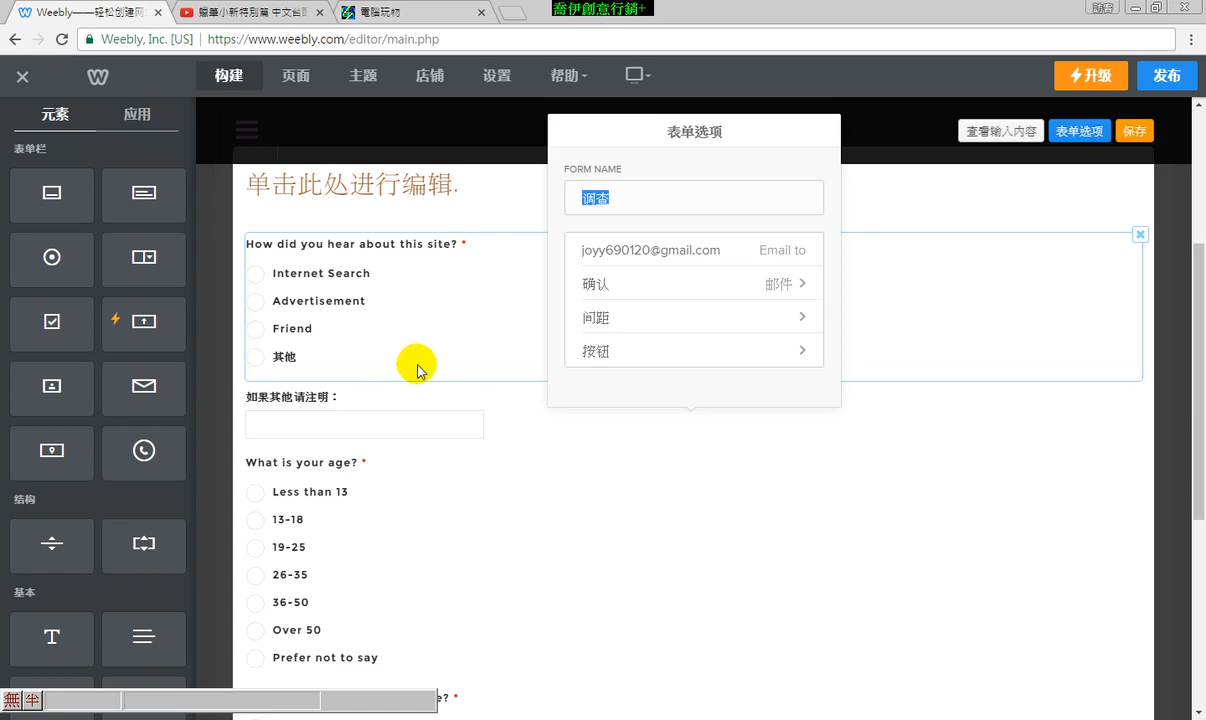 Weebly——轻松创建网
蠟筆小新特別篇 中文台
電腦玩物
喬伊創意行銷+
訪客
Weebly, Inc. [US]
https://www.weebly.com/editor/main.php
构建
页面
主题
店铺
设置
帮助
升级
发布
元素
应用
表单栏
结构
基本
查看输入内容
表单选项
保存
单击此处进行编辑.
How did you hear about this site? *
Internet Search
Advertisement
Friend
其他
如果其他请注明：
What is your age? *
Less than 13
13-18
19-25
26-35
36-50
Over 50
Prefer not to say
e? *
表单选项
FORM NAME
调查
joyy690120@gmail.com Email to
确认 邮件
间距
按钮
無 半